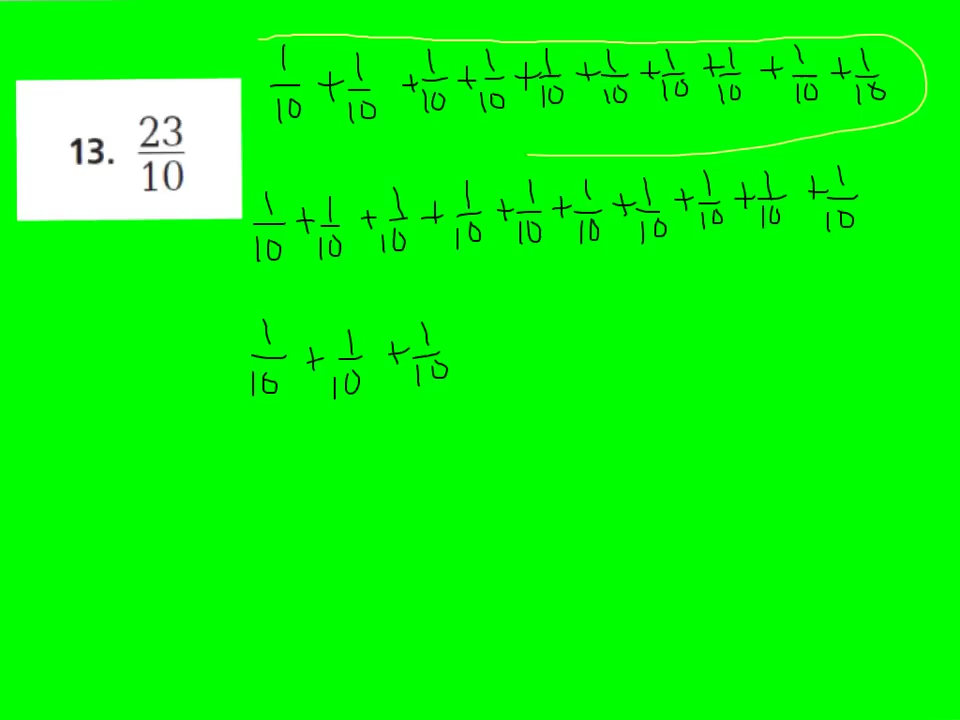 1/10 + 1/10 + 1/10 + 1/10 + 1/10 + 1/10 + 1/10 + 1/10 + 1/10 + 1/10
13. 23/10
1/10 + 1/10 + 1/10 + 1/10 + 1/10 + 1/10 + 1/10 + 1/10 + 1/10 + 1/10
1/10 + 1/10 + 1/10